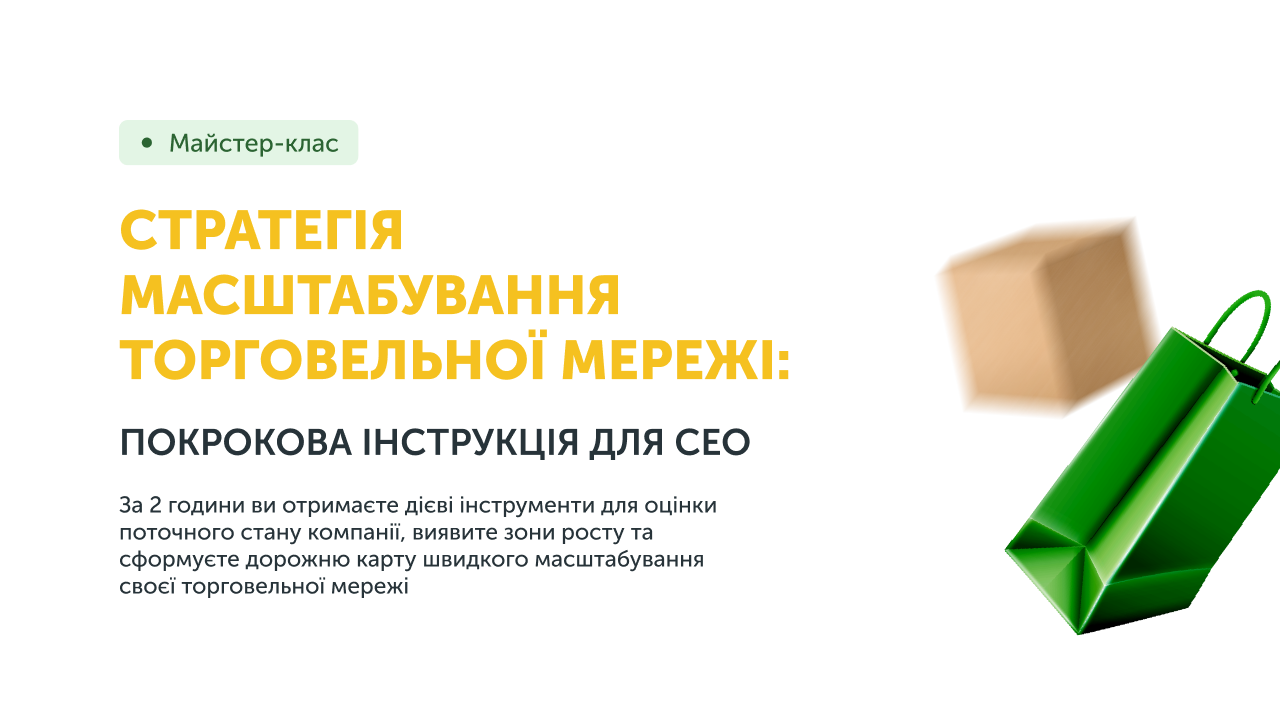 Майстер-клас
СТРАТЕГІЯ
МАСШТАБУВАННЯ
ТОРГОВЕЛЬНОЇ МЕРЕЖІ:
ПОКРОКОВА ІНСТРУКЦІЯ ДЛЯ СЕО
За 2 години ви отримаєте дієві інструменти для оцінки
поточного стану компанії, виявите зони росту та
сформуєте дорожню карту швидкого масштабування
своєї торговельної мережі